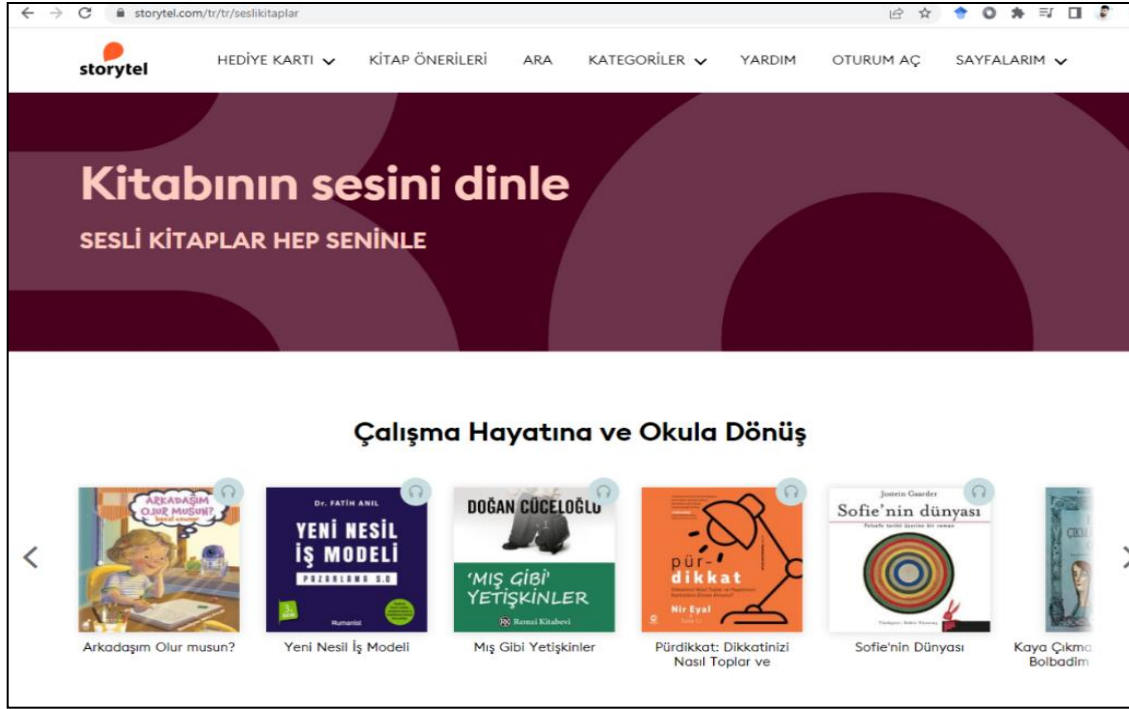 storytel.com/tr/tr/seslikitaplar
storytel
HEDİYE KARTI
KİTAP ÖNERİLERİ
ARA
KATEGORİLER
YARDIM
OTURUM AÇ
SAYFALARIM
Kitabının sesini dinle
SESLİ KİTAPLAR HEP SENİNLE
Çalışma Hayatına ve Okula Dönüş
ARKADAŞIM
OLUR MUSUN?
Dr. FATİH ANIL
YENİ NESİL
İŞ MODELİ
PAZARLAMA 5.0
Humanist
DOĞAN CÜCELOĞLU
'MIŞ GİBİ'
YETİŞKİNLER
Remzi Kitabevi
pür-
dikkat
Nir Eyal
Jostein Gaarder
Sofie'nin dünyası
Felsefe tarihi üzerine bir roman
Arkadaşım Olur musun?
Yeni Nesil İş Modeli
Mış Gibi Yetişkinler
Pürdikkat: Dikkatinizi
Nasıl Toplar ve
Sofie'nin Dünyası
Kaya Çıkma
Bolbadim